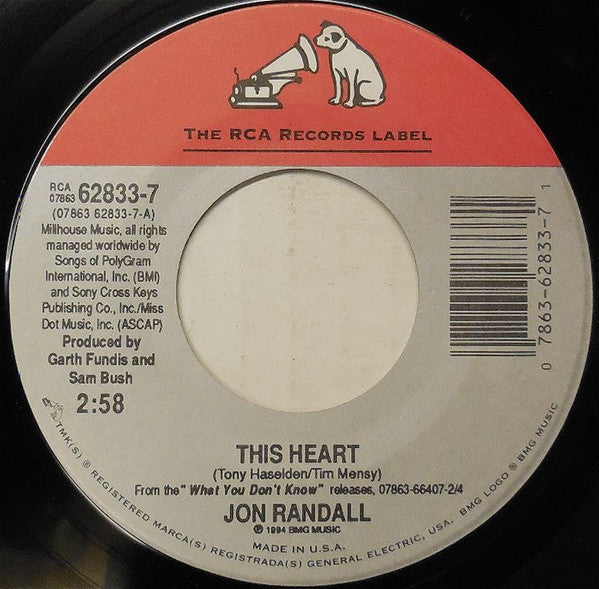 THE RCA RECORDS LABEL
RCA
07863 62833-7
(07863 62833-7-A)
Millhouse Music, all rights
managed worldwide by
Songs of PolyGram
International, Inc. (BMI)
and Sony Cross Keys
Publishing Co., Inc./Miss
Dot Music, Inc. (ASCAP)
Produced by
Garth Fundis and
Sam Bush
2:58
0 7863-62833-7 1
THIS HEART
(Tony Haselden/Tim Mensy)
From the" What You Don't Know" releases, 07863-66407-2/4
JON RANDALL
℗ 1994 BMG MUSIC
MADE IN U.S.A.
TMK(S) ® REGISTERED MARCA(S) REGISTRADA(S) GENERAL ELECTRIC, USA. BMG LOGO ® BMG MUSIC